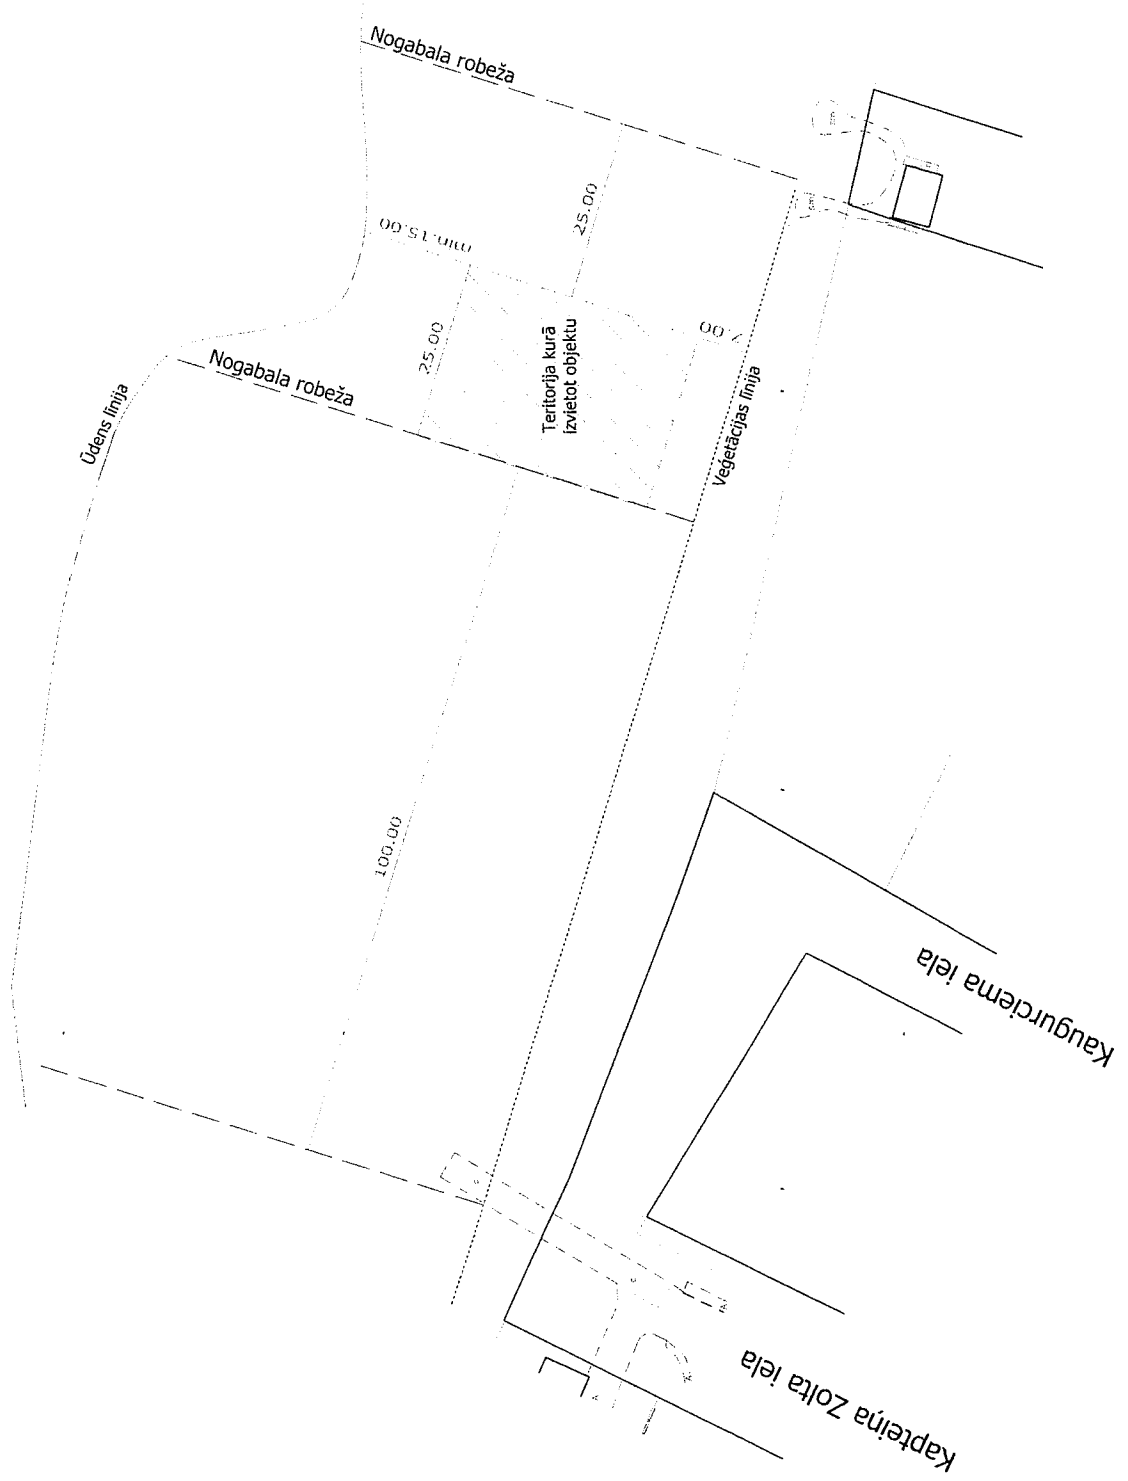 Nogabala robeža
25.00
min.15.00
25.00
7.00
Nogabala robeža
Teritorija kurā
izvietot objektu
Ūdens līnija
Veģetācijas līnija
100.00
Kaugurciema iela
Kapteiņa Zolta iela